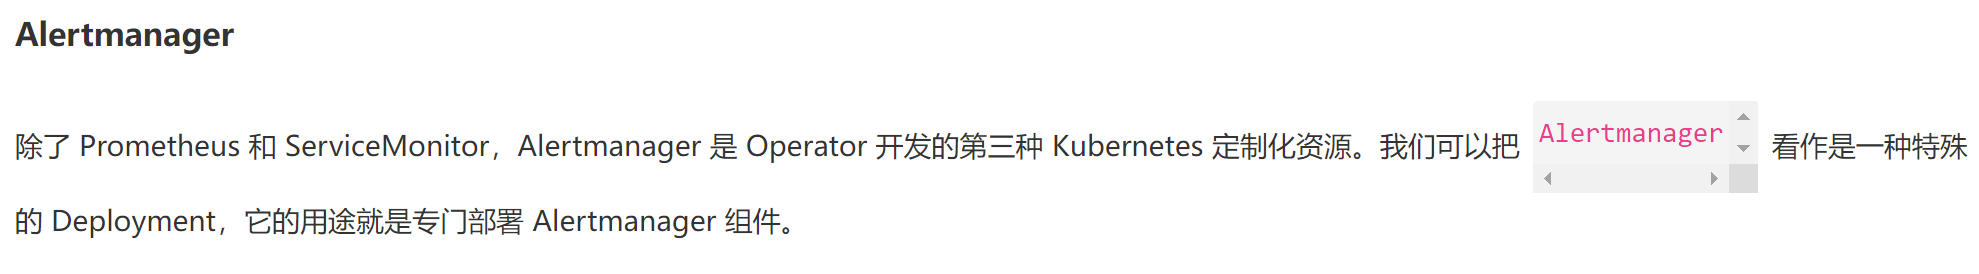 Alertmanager
除了 Prometheus 和 ServiceMonitor，Alertmanager 是 Operator 开发的第三种 Kubernetes 定制化资源。我们可以把 Alertmanager 看作是一种特殊
的 Deployment，它的用途就是专门部署 Alertmanager 组件。